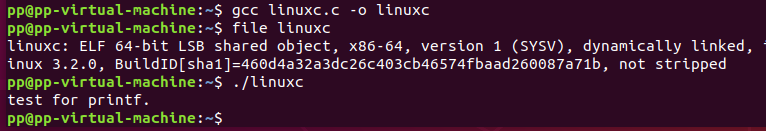 pp@pp-virtual-machine:~$ gcc linuxc.c -o linuxc
pp@pp-virtual-machine:~$ file linuxc
linuxc: ELF 64-bit LSB shared object, x86-64, version 1 (SYSV), dynamically linked,
inux 3.2.0, BuildID[sha1]=460d4a32a3dc26c403cb46574fbaad260087a71b, not stripped
pp@pp-virtual-machine:~$ ./linuxc
test for printf.
pp@pp-virtual-machine:~$